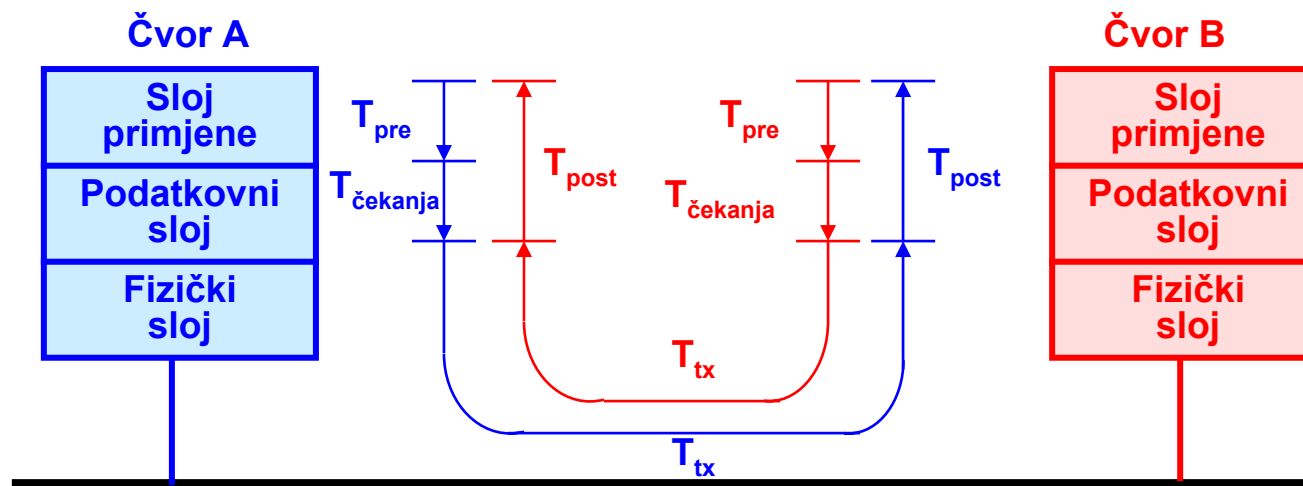 Čvor A
Čvor B
Sloj
primjene
Podatkovni
sloj
Fizički
sloj
T pre
T čekanja
T post
T pre
T čekanja
T post
T tx
T tx
Sloj
primjene
Podatkovni
sloj
Fizički
sloj